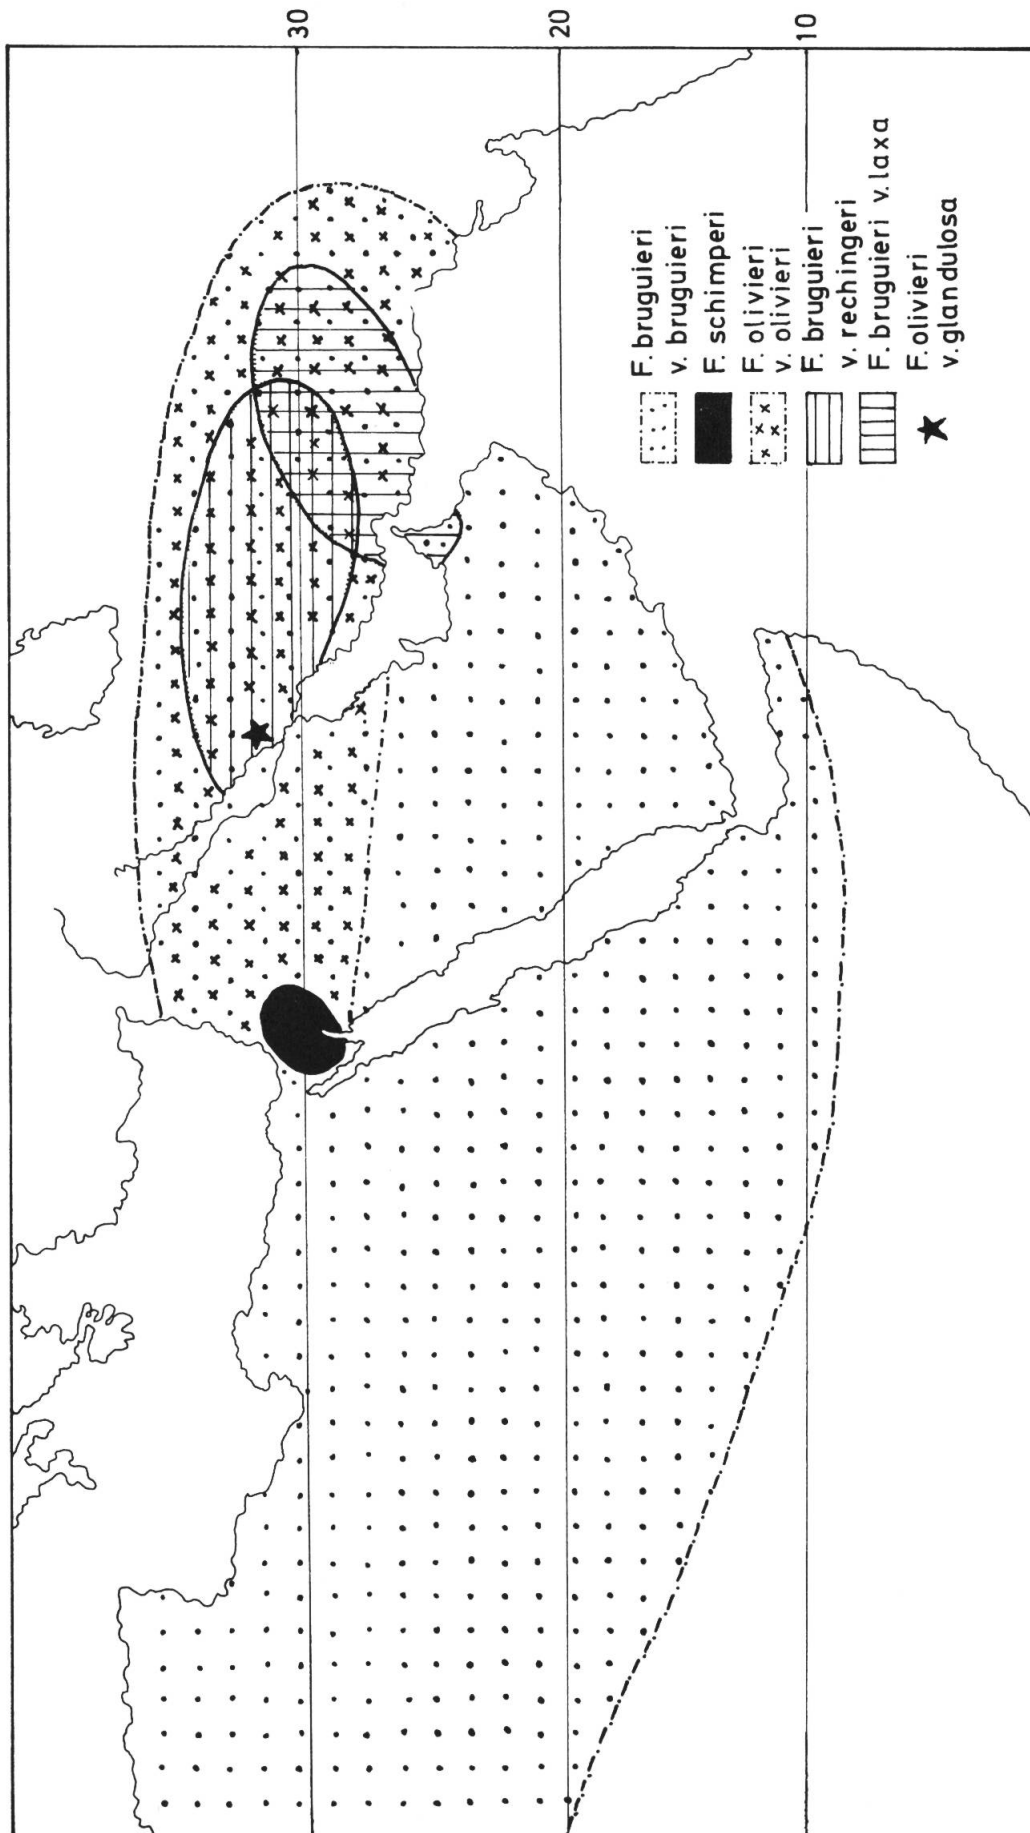 30
20
10
F. bruguieri
v. bruguieri
F. schimperi
F. olivieri
v. olivieri
F. bruguieri
v. rechingeri
F. bruguieri v. laxa
F. olivieri
v. glandulosa